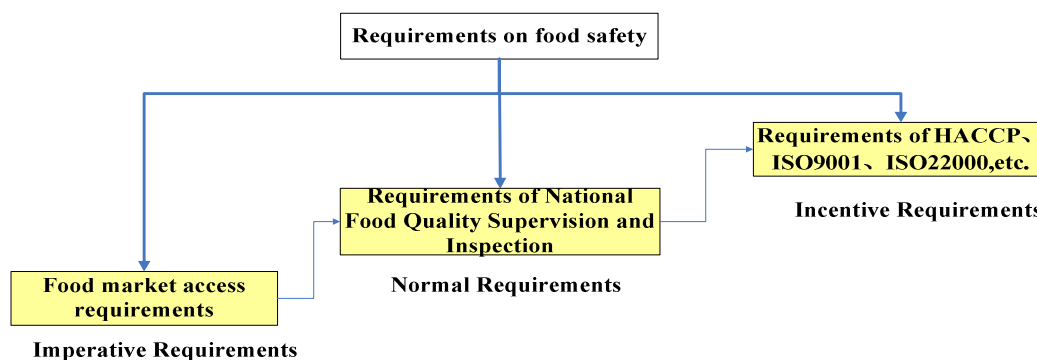 Requirements on food safety
Requirements of HACCP、
ISO9001、ISO22000,etc.
Incentive Requirements
Requirements of National
Food Quality Supervision and
Inspection
Normal Requirements
Food market access
requirements
Imperative Requirements